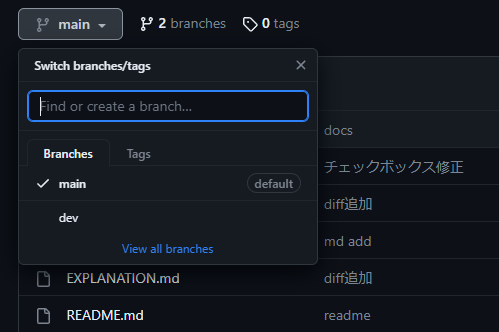 main 2 branches 0 tags
Switch branches/tags
Find or create a branch...
docs
Branches Tags
チェックボックス修正
main default
diff追加
dev
md add
View all branches
EXPLANATION.md diff追加
README.md readme